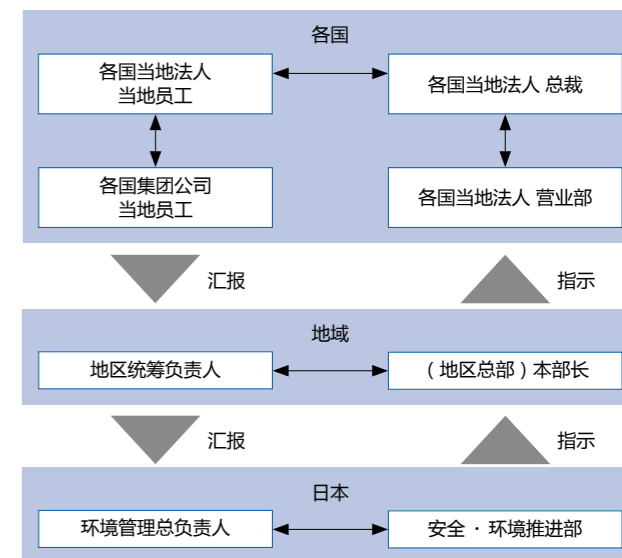 各国
各国当地法人
当地员工
各国当地法人 总裁
各国集团公司
当地员工
各国当地法人 营业部
汇报
指示
地域
地区统筹负责人
（地区总部）本部长
汇报
指示
日本
环境管理总负责人
安全 · 环境推进部